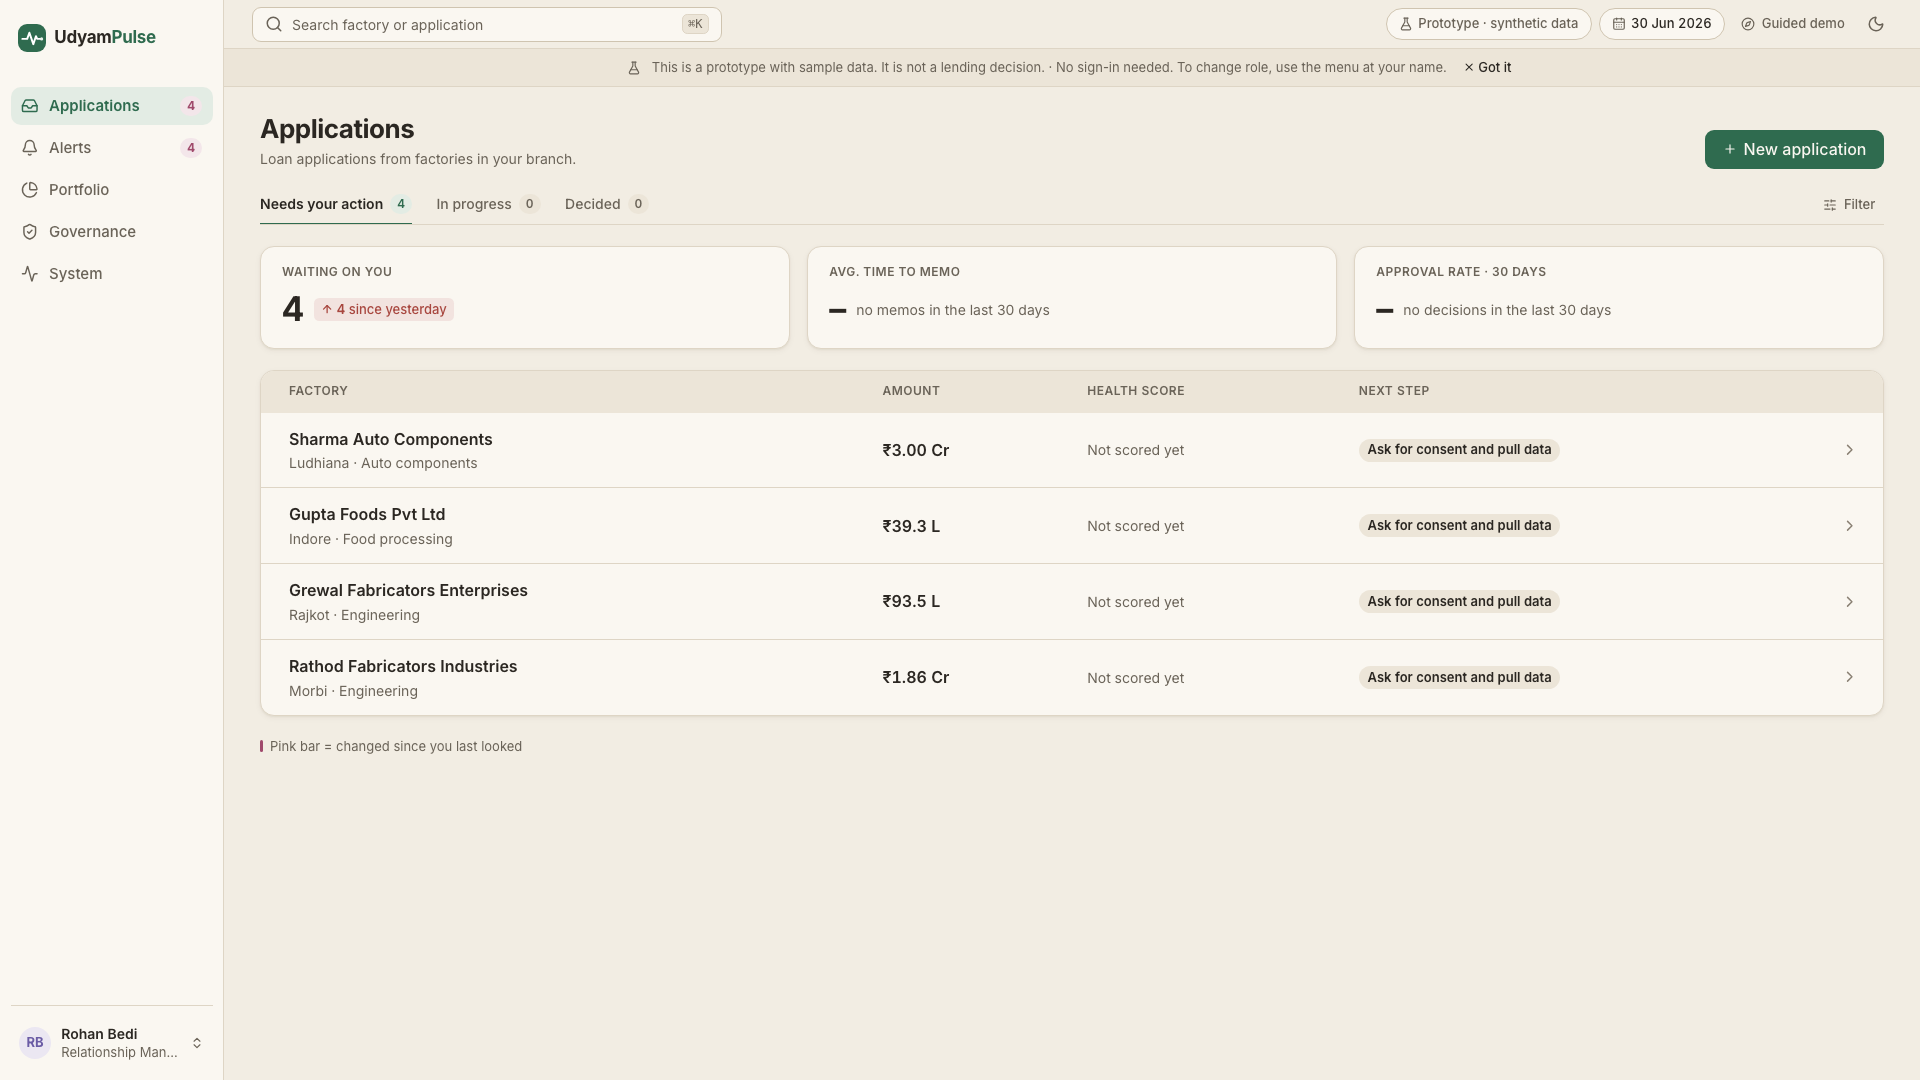 UdyamPulse
Search factory or application
⌘K
Prototype · synthetic data
30 Jun 2026
Guided demo
This is a prototype with sample data. It is not a lending decision. · No sign-in needed. To change role, use the menu at your name.
× Got it
Applications 4
Alerts 4
Portfolio
Governance
System
Applications
Loan applications from factories in your branch.
+ New application
Needs your action 4
In progress 0
Decided 0
Filter
WAITING ON YOU
4 ↑ 4 since yesterday
AVG. TIME TO MEMO
— no memos in the last 30 days
APPROVAL RATE · 30 DAYS
— no decisions in the last 30 days
FACTORY AMOUNT HEALTH SCORE NEXT STEP
Sharma Auto Components
Ludhiana · Auto components
₹3.00 Cr
Not scored yet
Ask for consent and pull data
Gupta Foods Pvt Ltd
Indore · Food processing
₹39.3 L
Not scored yet
Ask for consent and pull data
Grewal Fabricators Enterprises
Rajkot · Engineering
₹93.5 L
Not scored yet
Ask for consent and pull data
Rathod Fabricators Industries
Morbi · Engineering
₹1.86 Cr
Not scored yet
Ask for consent and pull data
Pink bar = changed since you last looked
RB
Rohan Bedi
Relationship Man...